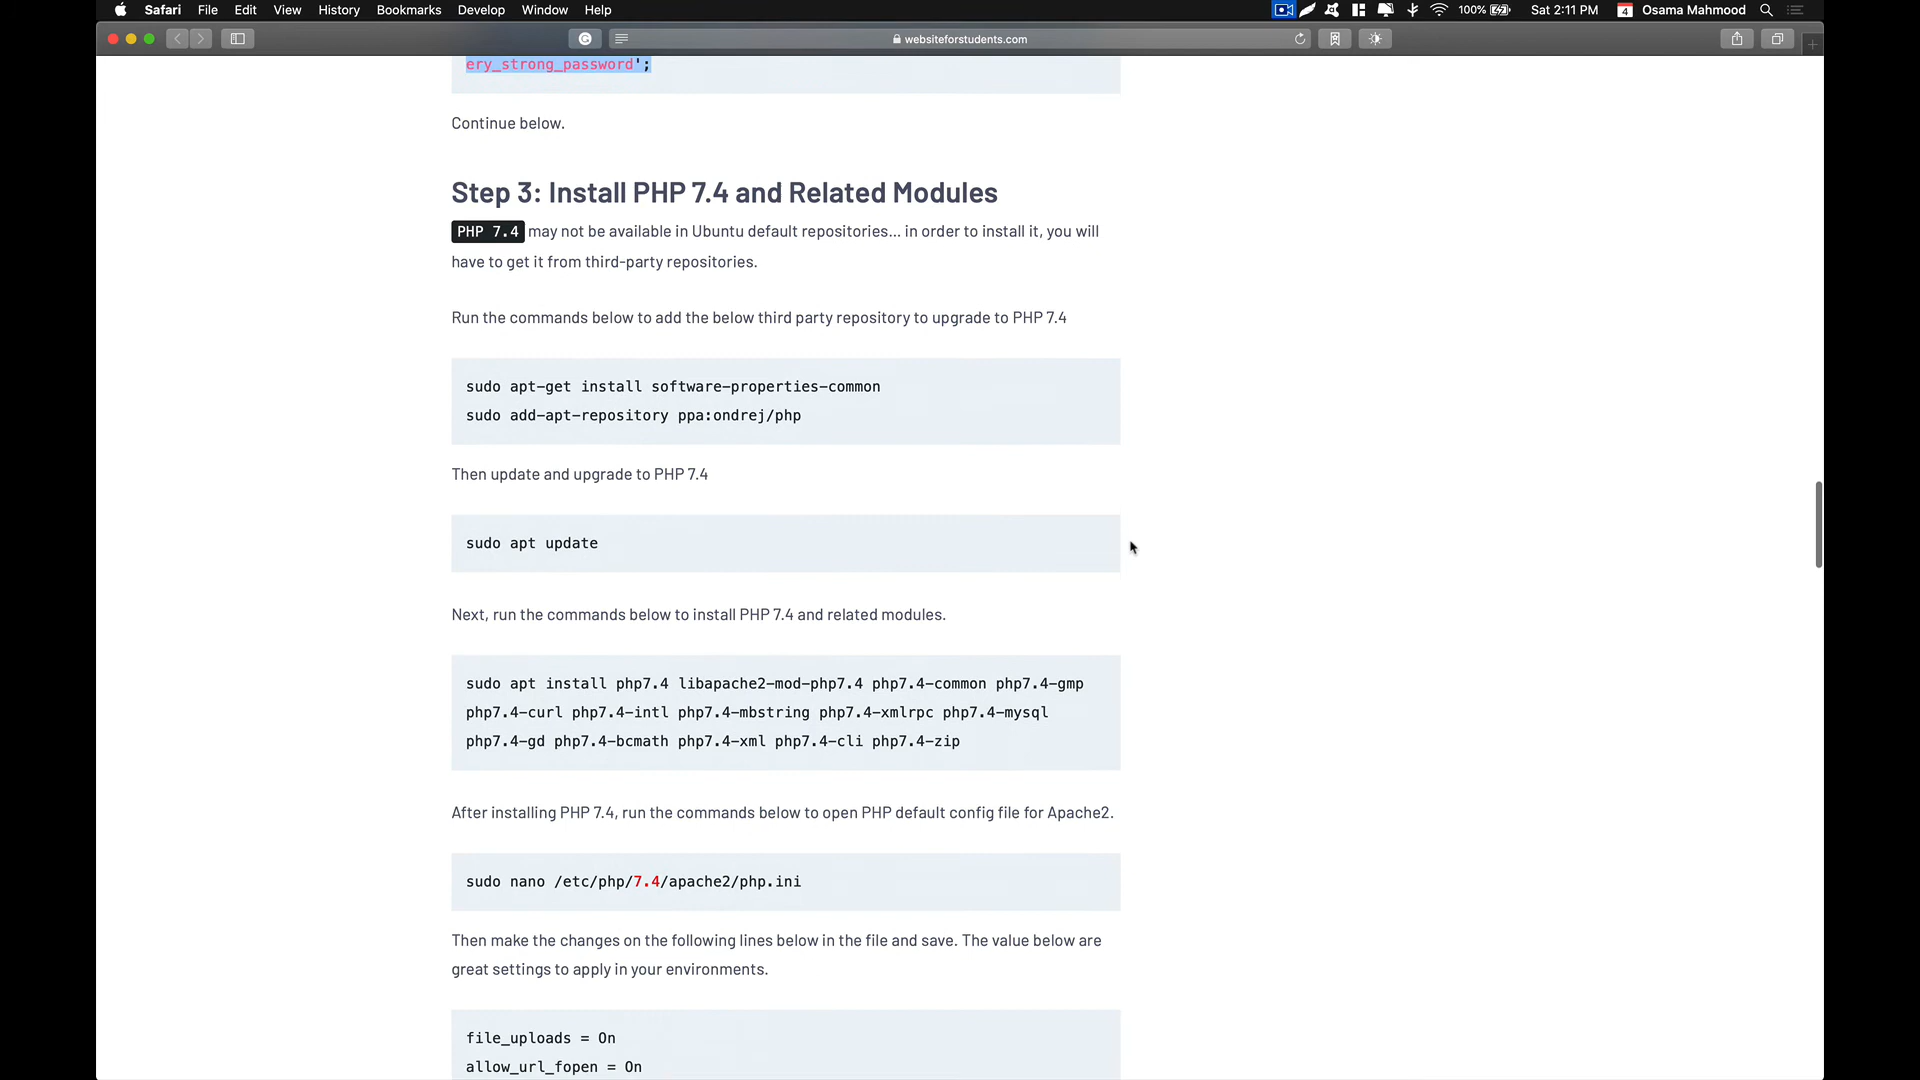 Safari File Edit View History Bookmarks Develop Window Help 100% Sat 2:11 PM 4 Osama Mahmood
websiteforstudents.com
ery_strong_password';
Continue below.
Step 3: Install PHP 7.4 and Related Modules
PHP 7.4 may not be available in Ubuntu default repositories... in order to install it, you will
have to get it from third-party repositories.
Run the commands below to add the below third party repository to upgrade to PHP 7.4
sudo apt-get install software-properties-common
sudo add-apt-repository ppa:ondrej/php
Then update and upgrade to PHP 7.4
sudo apt update
Next, run the commands below to install PHP 7.4 and related modules.
sudo apt install php7.4 libapache2-mod-php7.4 php7.4-common php7.4-gmp
php7.4-curl php7.4-intl php7.4-mbstring php7.4-xmlrpc php7.4-mysql
php7.4-gd php7.4-bcmath php7.4-xml php7.4-cli php7.4-zip
After installing PHP 7.4, run the commands below to open PHP default config file for Apache2.
sudo nano /etc/php/7.4/apache2/php.ini
Then make the changes on the following lines below in the file and save. The value below are
great settings to apply in your environments.
file_uploads = On
allow_url_fopen = On